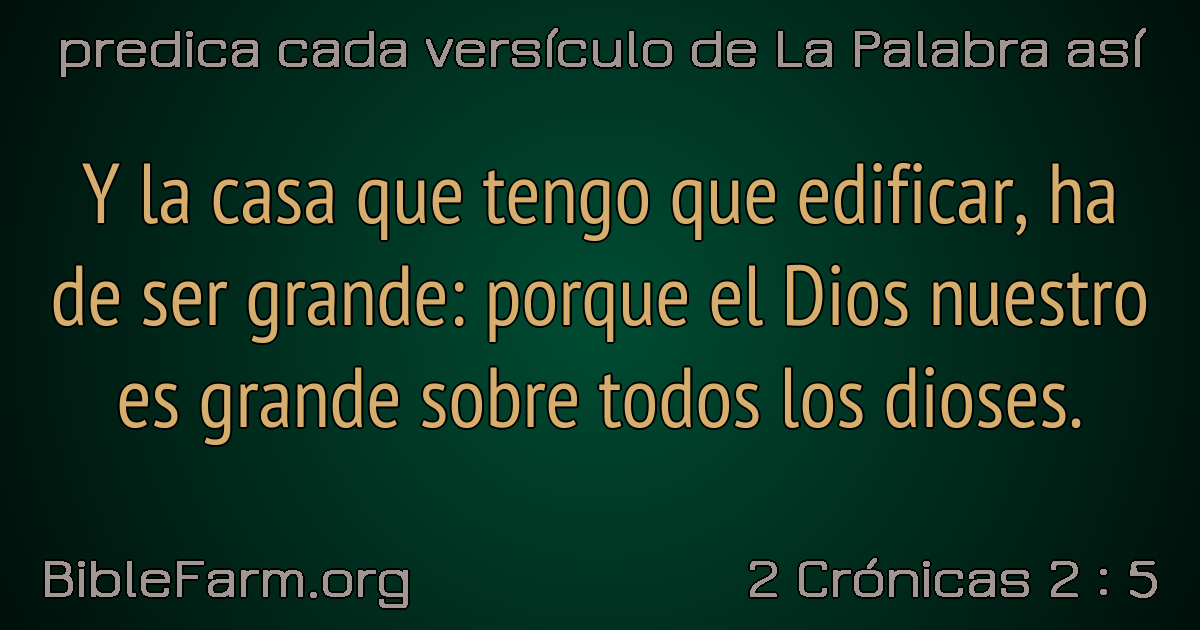 predica cada versículo de La Palabra así
Y la casa que tengo que edificar, ha
de ser grande: porque el Dios nuestro
es grande sobre todos los dioses.
BibleFarm.org
2 Crónicas 2 : 5